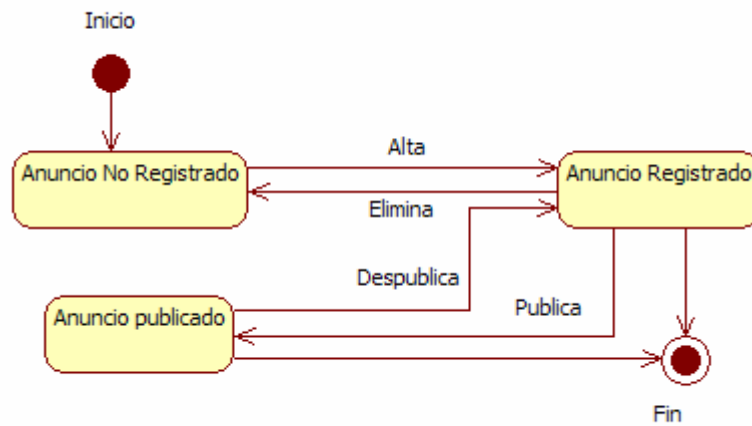 Inicio
Alta
Anuncio No Registrado
Anuncio Registrado
Elimina
Despublica
Publica
Anuncio publicado
Fin